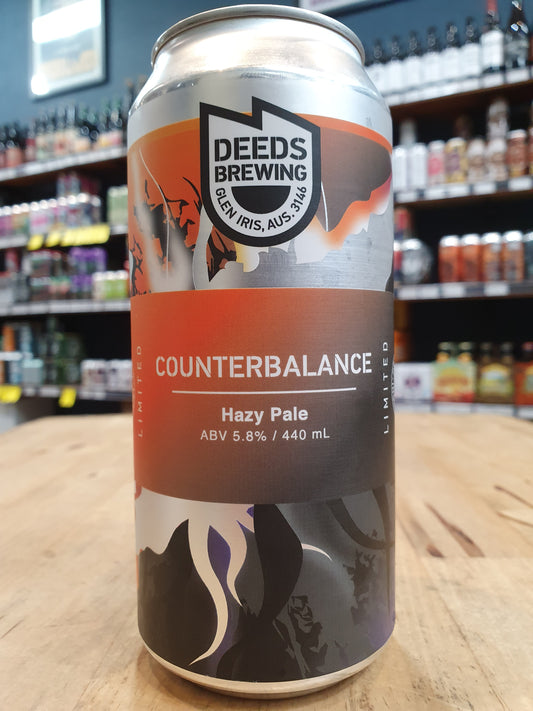 DEEDS
BREWING
GLEN IRIS, AUS. 3146
LIMITED
COUNTERBALANCE
LIMITED
Hazy Pale
ABV 5.8% / 440 mL